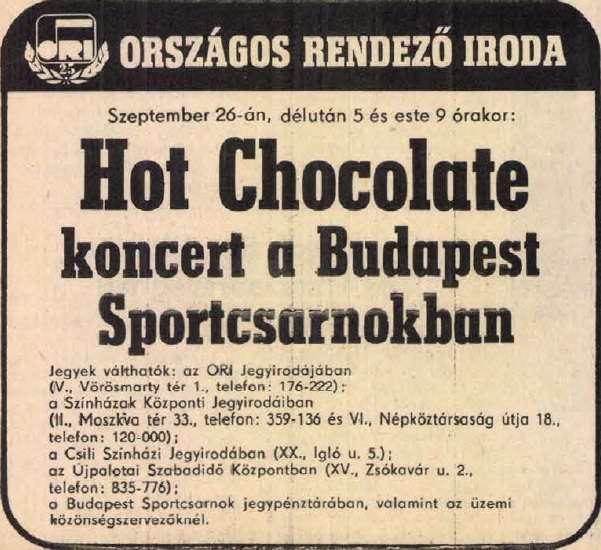 ORI
25
ORSZÁGOS RENDEZŐ IRODA
Szeptember 26-án, délután 5 és este 9 órakor:
Hot Chocolate
koncert a Budapest
Sportcsarnokban
Jegyek válthatók: az ORI Jegyirodájában
(V., Vörösmarty tér 1., telefon: 176-222);
a Színházak Központi Jegyirodáiban
(II., Moszkva tér 33., telefon: 359-136 és VI., Népköztársaság útja 18.,
telefon: 120-000);
a Csili Színházi Jegyirodában (XX., Igló u. 5.);
az Újpalotai Szabadidő Központban (XV., Zsókavár u. 2.,
telefon: 835-776);
a Budapest Sportcsarnok jegypénztárában, valamint az üzemi
közönségszervezőknél.